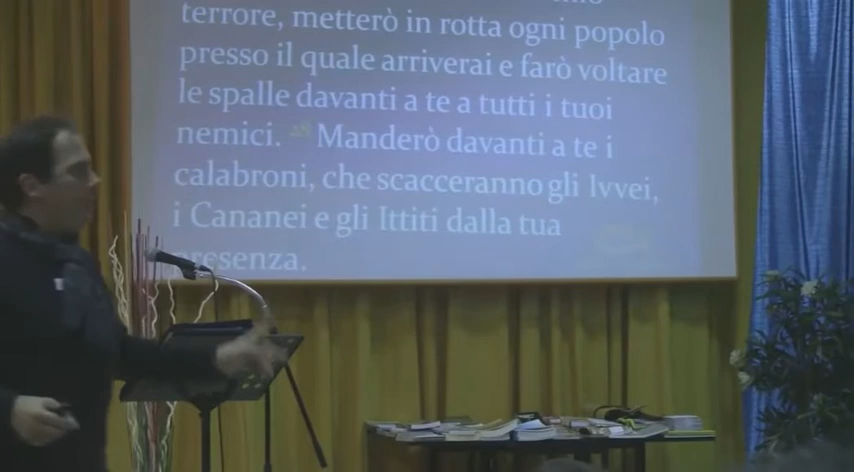 terrore, metterò in rotta ogni popolo
presso il quale arriverai e farò voltare
le spalle davanti a te a tutti i tuoi
nemici. Manderò davanti a te i
calabroni, che scacceranno gli Ivvei,
i Cananei e gli Ittiti dalla tua
presenza.